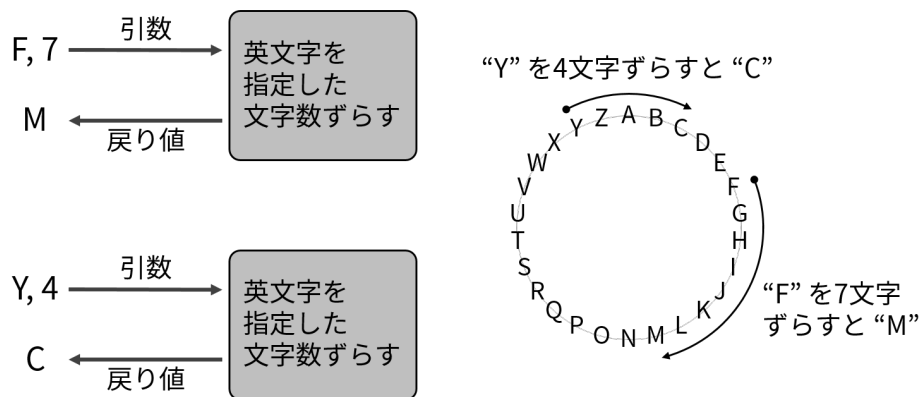 F, 7
引数
英文字を
指定した
文字数ずらす
M
戻り値
Y, 4
引数
英文字を
指定した
文字数ずらす
C
戻り値
“Y” を4文字ずらすと “C”
A
B
C
D
E
F
G
H
I
J
K
L
M
N
O
P
Q
R
S
T
U
V
W
X
Y
Z
“F” を7文字
ずらすと “M”